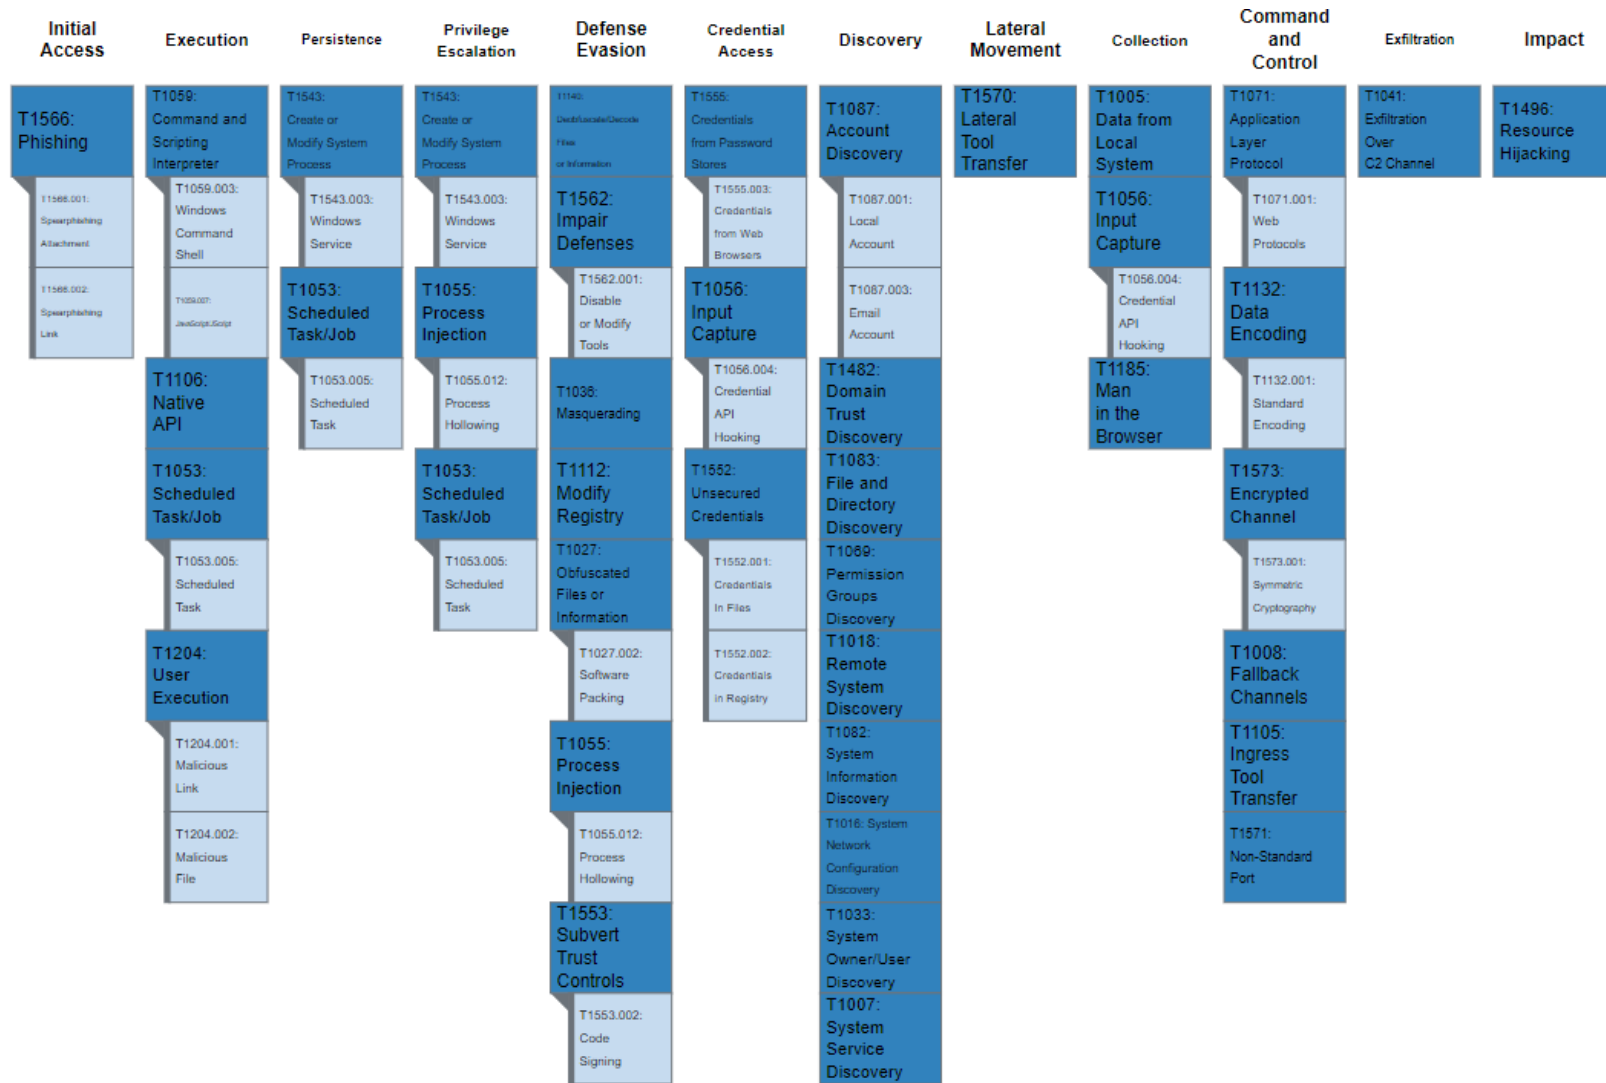 Initial
Access
Execution
Persistence
Privilege
Escalation
Defense
Evasion
Credential
Access
Discovery
Lateral
Movement
Collection
Command
and
Control
Exfiltration
Impact
T1566:
Phishing
T1566.001:
Spearphishing
Attachment
T1566.002:
Spearphishing
Link
T1059:
Command and
Scripting
Interpreter
T1059.003:
Windows
Command
Shell
T1059.007:
JavaScript/JScript
T1106:
Native
API
T1053:
Scheduled
Task/Job
T1053.005:
Scheduled
Task
T1204:
User
Execution
T1204.001:
Malicious
Link
T1204.002:
Malicious
File
T1543:
Create or
Modify System
Process
T1543.003:
Windows
Service
T1053:
Scheduled
Task/Job
T1053.005:
Scheduled
Task
T1543:
Create or
Modify System
Process
T1543.003:
Windows
Service
T1055:
Process
Injection
T1055.012:
Process
Hollowing
T1053:
Scheduled
Task/Job
T1053.005:
Scheduled
Task
T1140:
Deobfuscate/Decode
Files
or Information
T1562:
Impair
Defenses
T1562.001:
Disable
or Modify
Tools
T1036:
Masquerading
T1112:
Modify
Registry
T1027:
Obfuscated
Files or
Information
T1027.002:
Software
Packing
T1055:
Process
Injection
T1055.012:
Process
Hollowing
T1553:
Subvert
Trust
Controls
T1553.002:
Code
Signing
T1555:
Credentials
from Password
Stores
T1555.003:
Credentials
from Web
Browsers
T1056:
Input
Capture
T1056.004:
Credential
API
Hooking
T1552:
Unsecured
Credentials
T1552.001:
Credentials
In Files
T1552.002:
Credentials
in Registry
T1087:
Account
Discovery
T1087.001:
Local
Account
T1087.003:
Email
Account
T1482:
Domain
Trust
Discovery
T1083:
File and
Directory
Discovery
T1069:
Permission
Groups
Discovery
T1018:
Remote
System
Discovery
T1082:
System
Information
Discovery
T1016: System
Network
Configuration
Discovery
T1033:
System
Owner/User
Discovery
T1007:
System
Service
Discovery
T1570:
Lateral
Tool
Transfer
T1005:
Data from
Local
System
T1056:
Input
Capture
T1056.004:
Credential
API
Hooking
T1185:
Man
in the
Browser
T1071:
Application
Layer
Protocol
T1071.001:
Web
Protocols
T1132:
Data
Encoding
T1132.001:
Standard
Encoding
T1573:
Encrypted
Channel
T1573.001:
Symmetric
Cryptography
T1008:
Fallback
Channels
T1105:
Ingress
Tool
Transfer
T1571:
Non-Standard
Port
T1041:
Exfiltration
Over
C2 Channel
T1496:
Resource
Hijacking